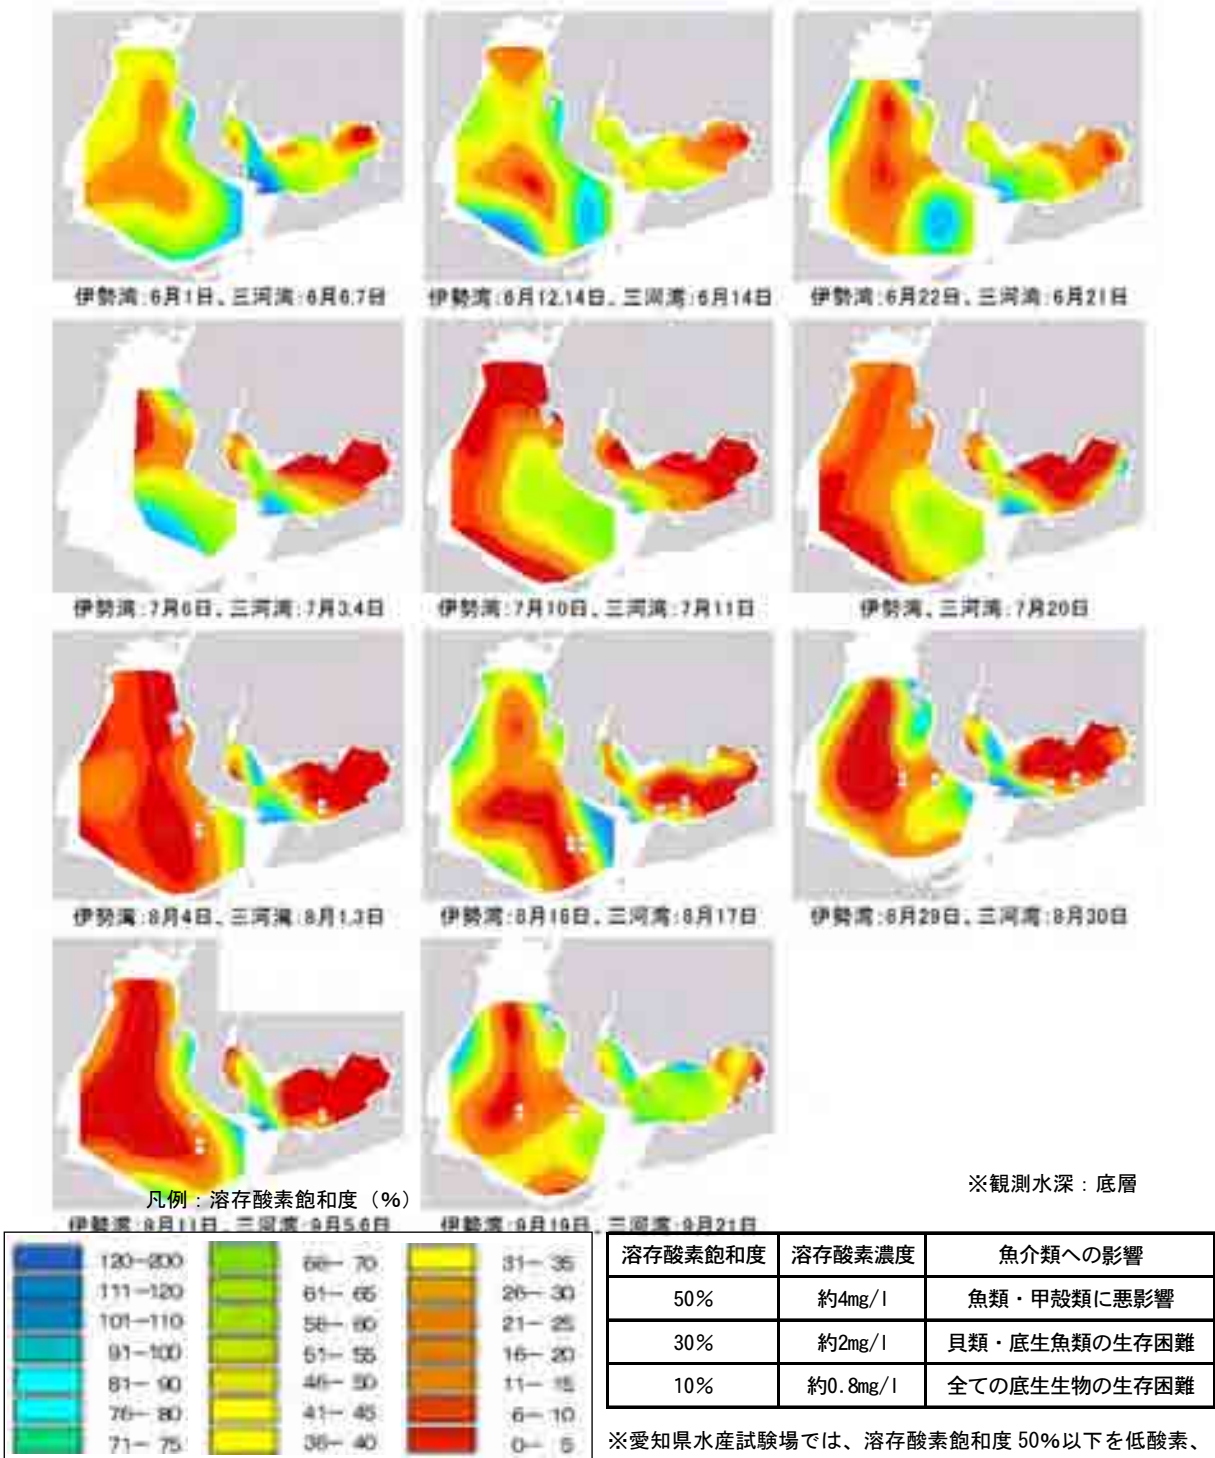 伊勢湾:6月1日、三河湾:6月6,7日
伊勢湾:6月12,14日、三河湾:6月14日
伊勢湾:6月22日、三河湾:6月21日
伊勢湾:7月6日、三河湾:7月3,4日
伊勢湾:7月10日、三河湾:7月11日
伊勢湾、三河湾:7月20日
伊勢湾:8月4日、三河湾:8月1,3日
伊勢湾:8月16日、三河湾:8月17日
伊勢湾:8月29日、三河湾:8月30日
伊勢湾:9月11日、三河湾:9月5,6日
伊勢湾:9月19日、三河湾:9月21日
※観測水深：底層
凡例：溶存酸素飽和度（%）
120-200
111-120
101-110
91-100
81- 90
76- 80
71- 75
66- 70
61- 65
56- 60
51- 55
46- 50
41- 45
36- 40
31- 35
26- 30
21- 25
16- 20
11- 15
6- 10
0- 5
溶存酸素飽和度 溶存酸素濃度 魚介類への影響
50% 約4mg/l 魚類・甲殻類に悪影響
30% 約2mg/l 貝類・底生魚類の生存困難
10% 約0.8mg/l 全ての底生生物の生存困難
※愛知県水産試験場では、溶存酸素飽和度 50%以下を低酸素、